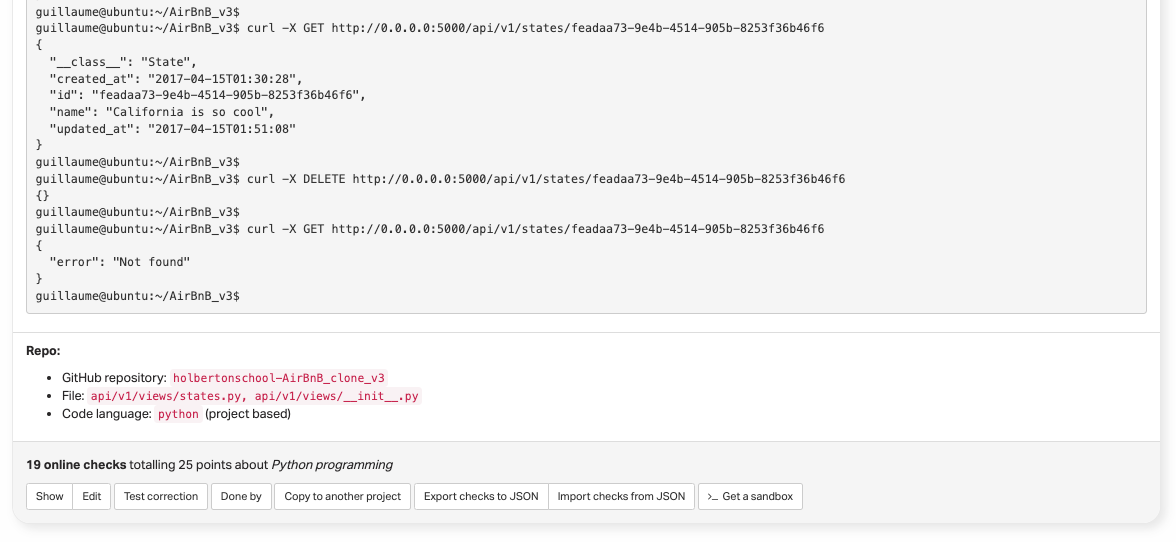 guillaume@ubuntu:~/AirBnB_v3$
guillaume@ubuntu:~/AirBnB_v3$ curl -X GET http://0.0.0.0:5000/api/v1/states/feadaa73-9e4b-4514-905b-8253f36b46f6
{
  "__class__": "State",
  "created_at": "2017-04-15T01:30:28",
  "id": "feadaa73-9e4b-4514-905b-8253f36b46f6",
  "name": "California is so cool",
  "updated_at": "2017-04-15T01:51:08"
}
guillaume@ubuntu:~/AirBnB_v3$
guillaume@ubuntu:~/AirBnB_v3$ curl -X DELETE http://0.0.0.0:5000/api/v1/states/feadaa73-9e4b-4514-905b-8253f36b46f6
{}
guillaume@ubuntu:~/AirBnB_v3$
guillaume@ubuntu:~/AirBnB_v3$ curl -X GET http://0.0.0.0:5000/api/v1/states/feadaa73-9e4b-4514-905b-8253f36b46f6
{
  "error": "Not found"
}
guillaume@ubuntu:~/AirBnB_v3$
Repo:
• GitHub repository: holbertonschool-AirBnB_clone_v3
• File: api/v1/views/states.py, api/v1/views/__init__.py
• Code language: python (project based)
19 online checks totalling 25 points about Python programming
Show Edit Test correction Done by Copy to another project Export checks to JSON Import checks from JSON >_ Get a sandbox